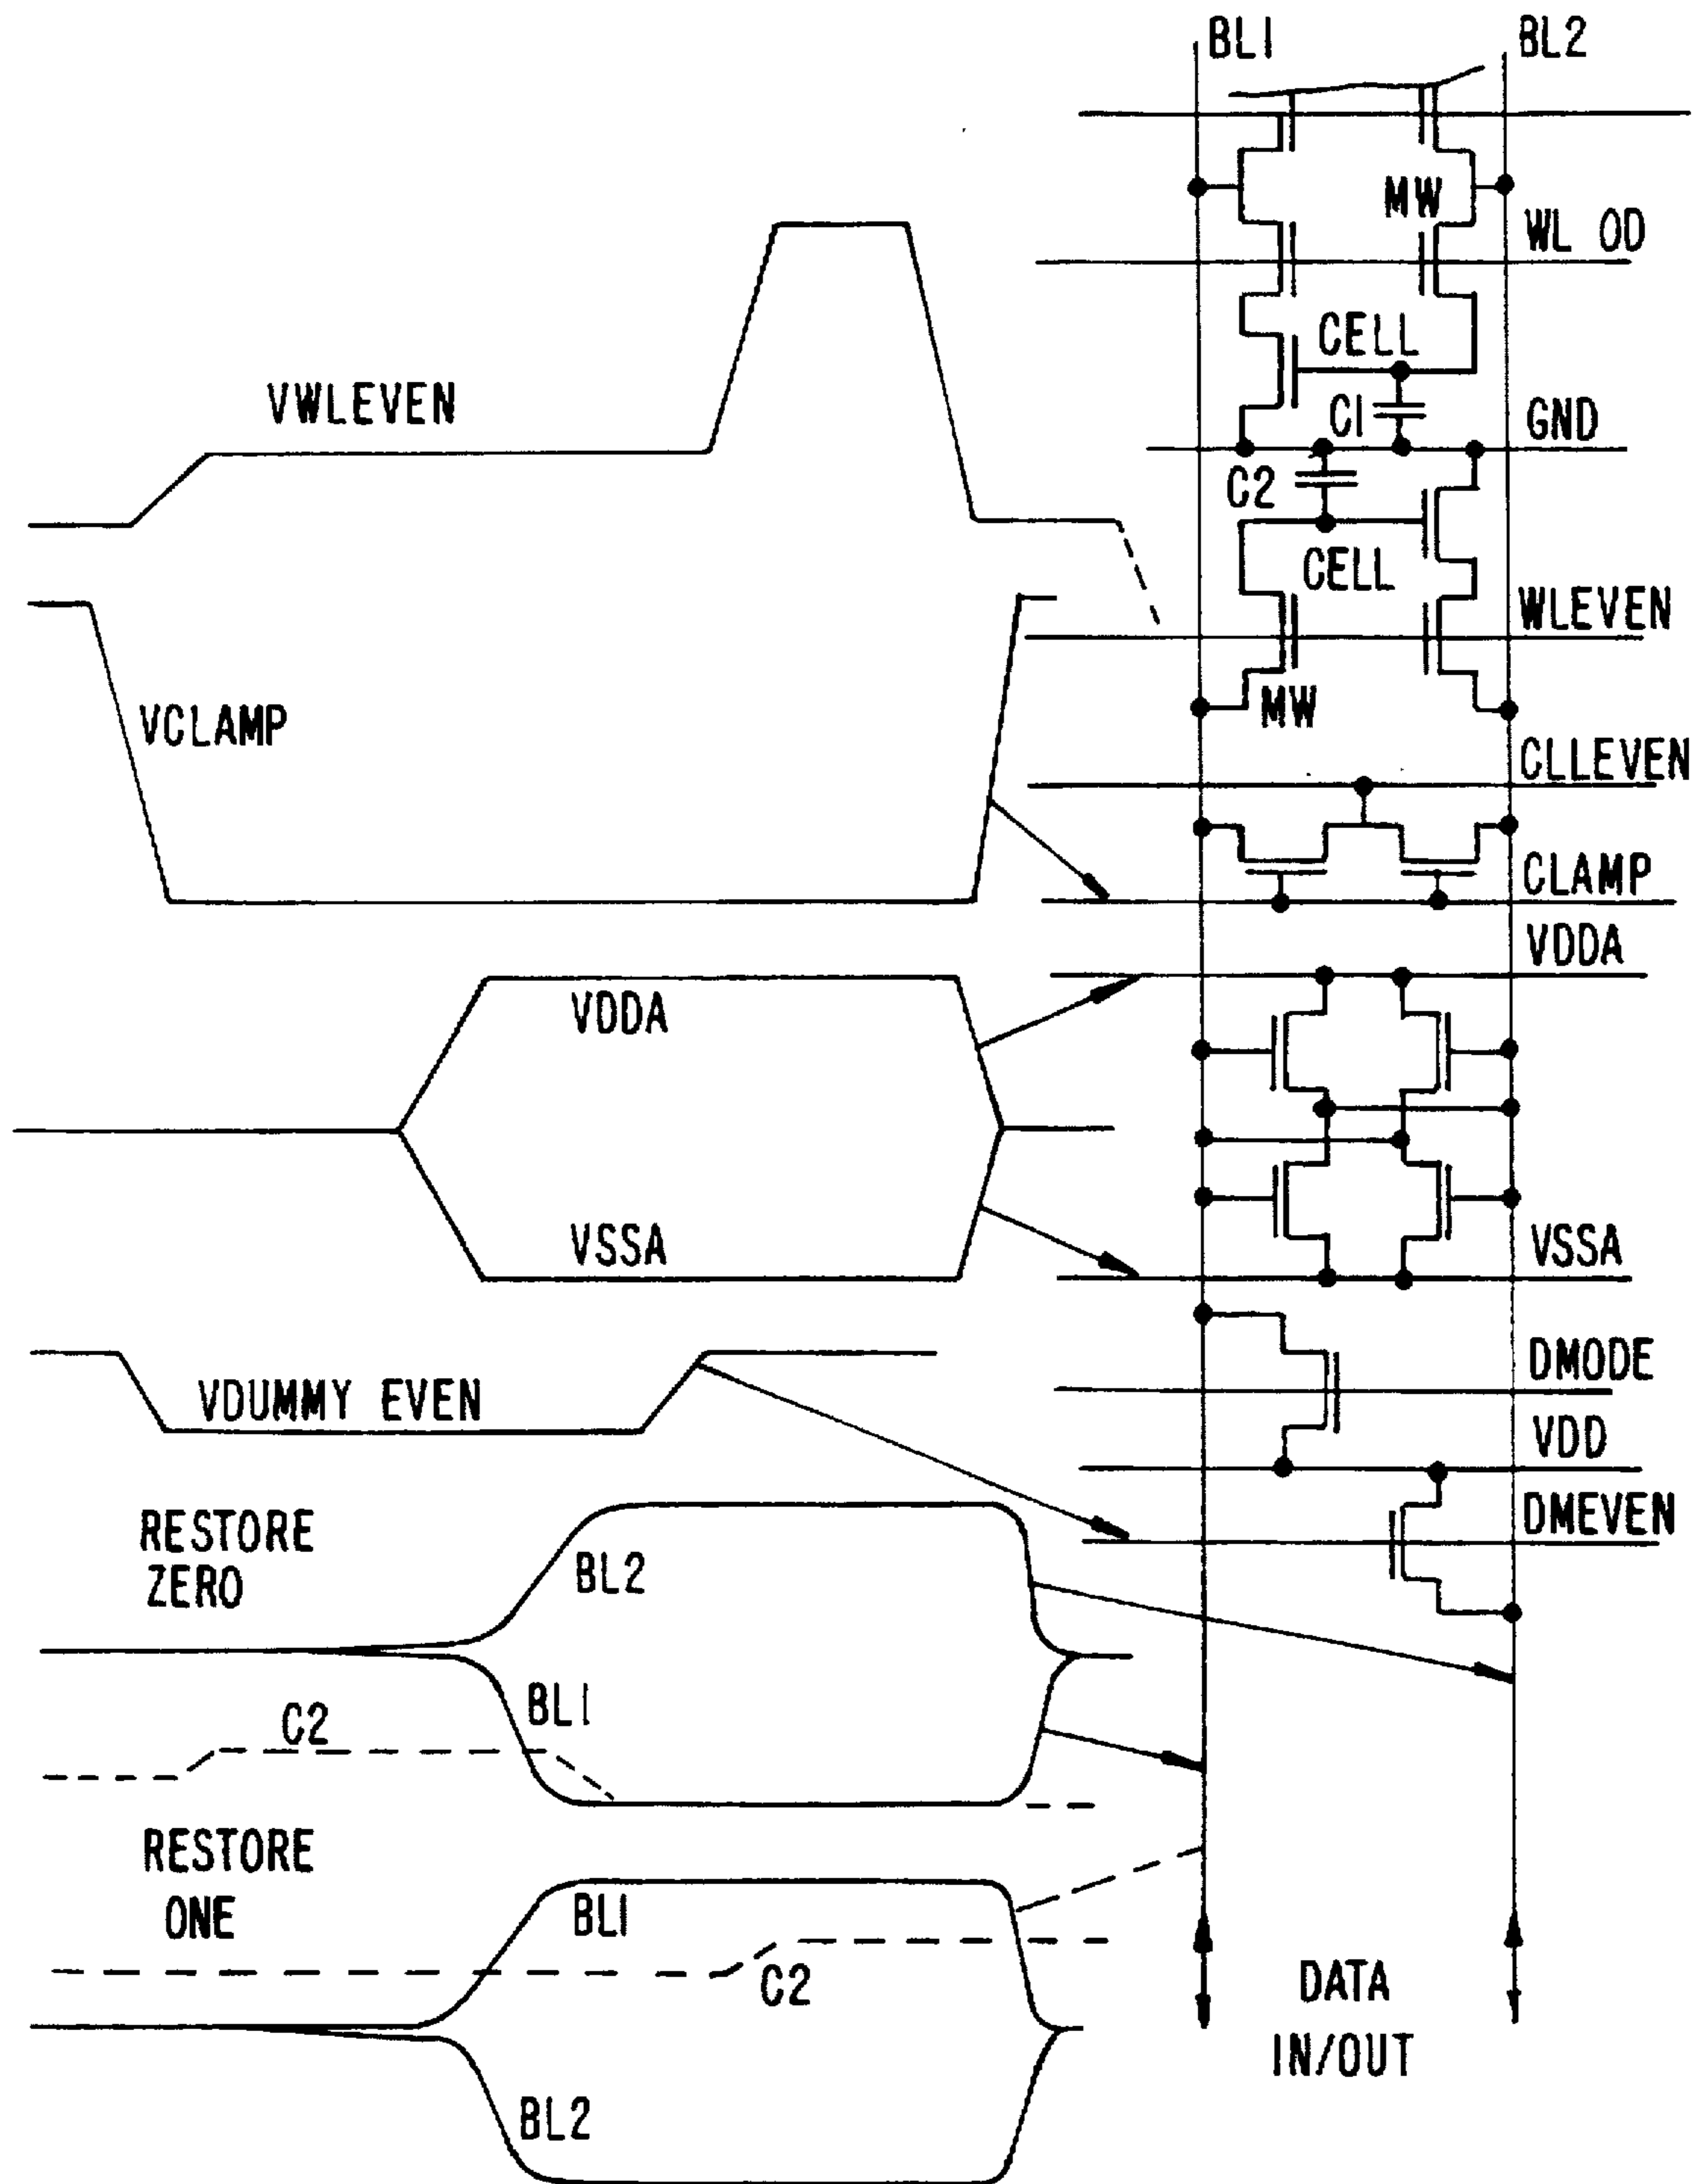 BL1
BL2
MW
WL OD
CELL
C1
GND
VWLEVEN
C2
CELL
WLEVEN
MW
VCLAMP
CLLEVEN
CLAMP
VDDA
VDDA
VSSA
VSSA
VDUMMY EVEN
DMODE
VDD
DMEVEN
RESTORE
ZERO
BL2
BL1
C2
RESTORE
ONE
BL1
C2
DATA
IN/OUT
BL2